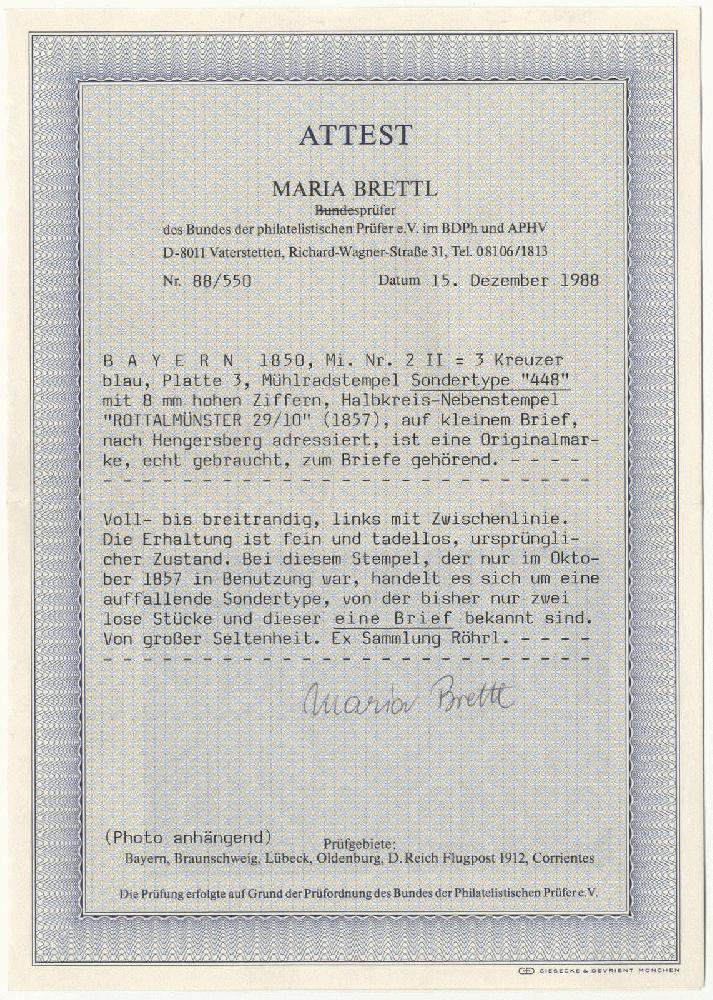 ATTEST
MARIA BRETTL
Bundesprüfer
des Bundes der philatelistischen Prüfer e.V. im BDPh und APHV
D-8011 Vaterstetten, Richard-Wagner-Straße 31, Tel. 08106/1813
Nr. 88/550 Datum 15. Dezember 1988
B A Y E R N 1850, Mi. Nr. 2 II = 3 Kreuzer
blau, Platte 3, Mühlradstempel Sondertype "448"
mit 8 mm hohen Ziffern, Halbkreis-Nebenstempel
"ROTTALMÜNSTER 29/10" (1857), auf kleinem Brief,
nach Hengersberg adressiert, ist eine Originalmar-
ke, echt gebraucht, zum Briefe gehörend. - - - -
- - - - - - - - - - - - - - - - - - - - - - - - -
Voll- bis breitrandig, links mit Zwischenlinie.
Die Erhaltung ist fein und tadellos, ursprüngli-
cher Zustand. Bei diesem Stempel, der nur im Okto-
ber 1857 in Benutzung war, handelt es sich um eine
auffallende Sondertype, von der bisher nur zwei
lose Stücke und dieser eine Brief bekannt sind.
Von großer Seltenheit. Ex Sammlung Röhrl. - - - -
- - - - - - - - - - - - - - - - - - - - - - - - -
Maria Brettl
(Photo anhängend)
Prüfgebiete:
Bayern, Braunschweig, Lübeck, Oldenburg, D. Reich Flugpost 1912, Corrientes
Die Prüfung erfolgte auf Grund der Prüfordnung des Bundes der Philatelistischen Prüfer e.V.
GIESECKE & DEVRIENT MÜNCHEN